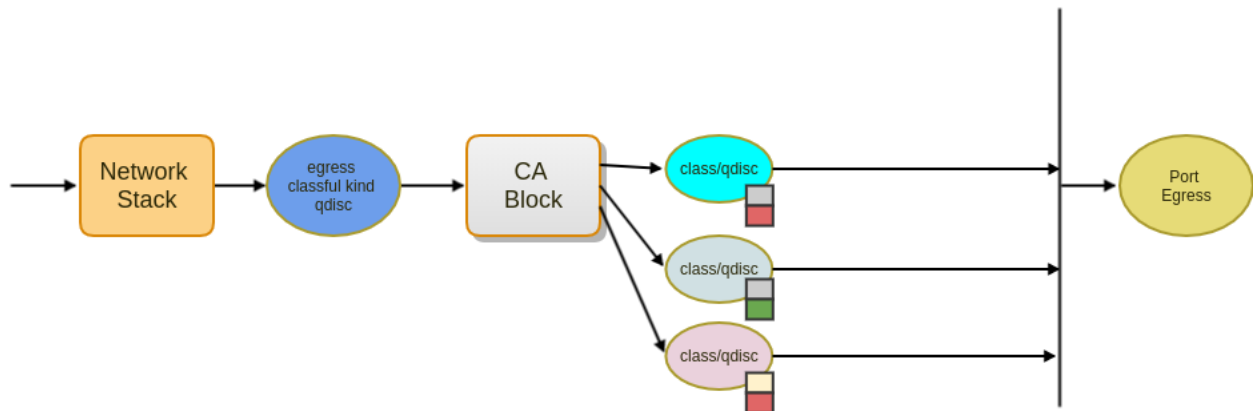 Network
Stack
egress
classful kind
qdisc
CA
Block
class/qdisc
class/qdisc
class/qdisc
Port
Egress